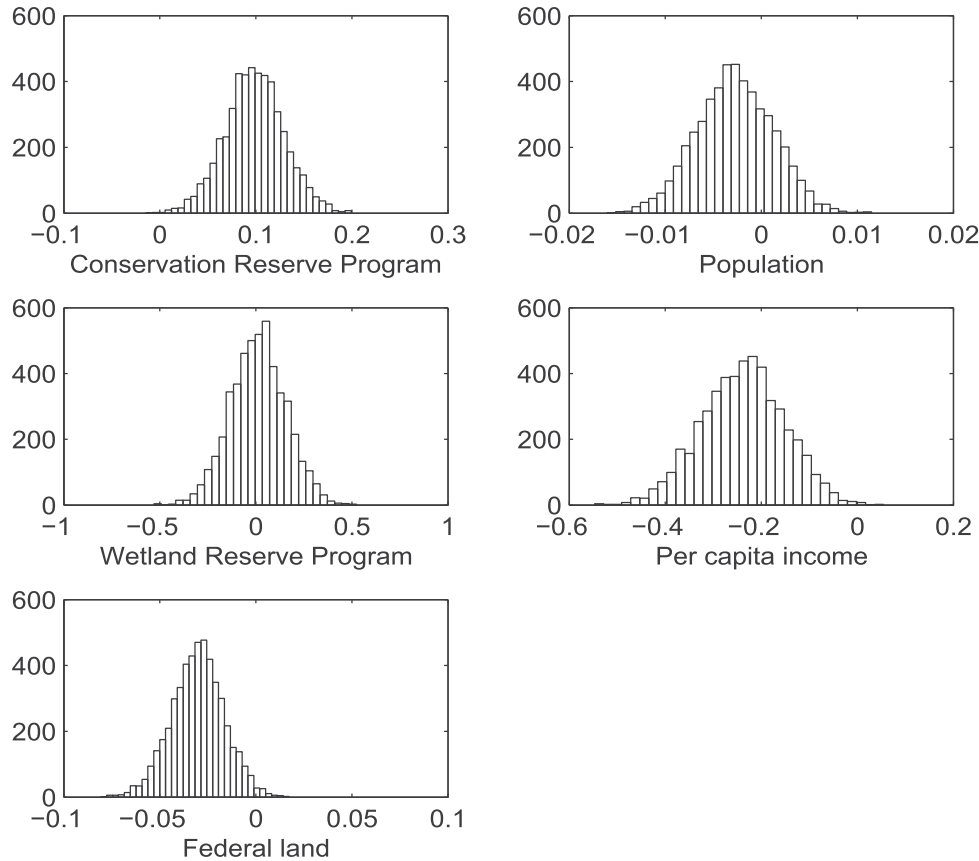 600
400
200
0
−0.1 0 0.1 0.2 0.3
Conservation Reserve Program
600
400
200
0
−0.02 −0.01 0 0.01 0.02
Population
600
400
200
0
−1 −0.5 0 0.5 1
Wetland Reserve Program
600
400
200
0
−0.6 −0.4 −0.2 0 0.2
Per capita income
600
400
200
0
−0.1 −0.05 0 0.05 0.1
Federal land